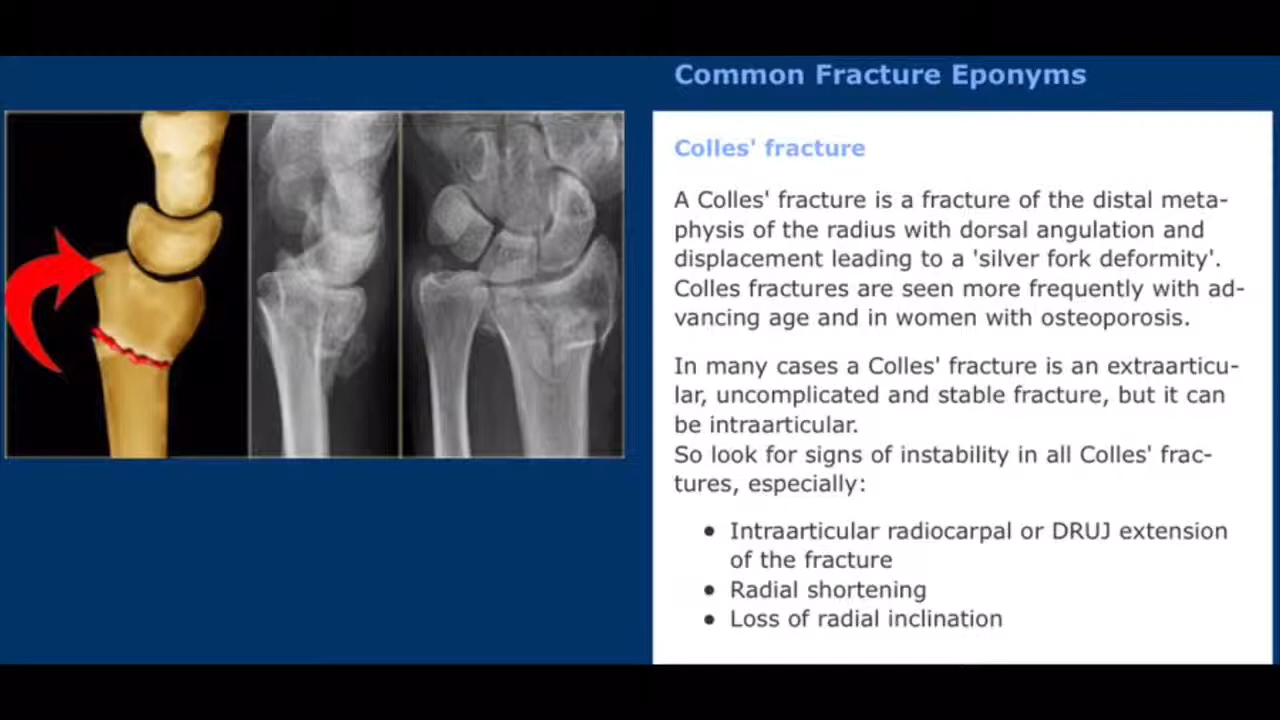 Common Fracture Eponyms
Colles' fracture
A Colles' fracture is a fracture of the distal meta-
physis of the radius with dorsal angulation and
displacement leading to a 'silver fork deformity'.
Colles fractures are seen more frequently with ad-
vancing age and in women with osteoporosis.
In many cases a Colles' fracture is an extraarticu-
lar, uncomplicated and stable fracture, but it can
be intraarticular.
So look for signs of instability in all Colles' frac-
tures, especially:
• Intraarticular radiocarpal or DRUJ extension
of the fracture
• Radial shortening
• Loss of radial inclination